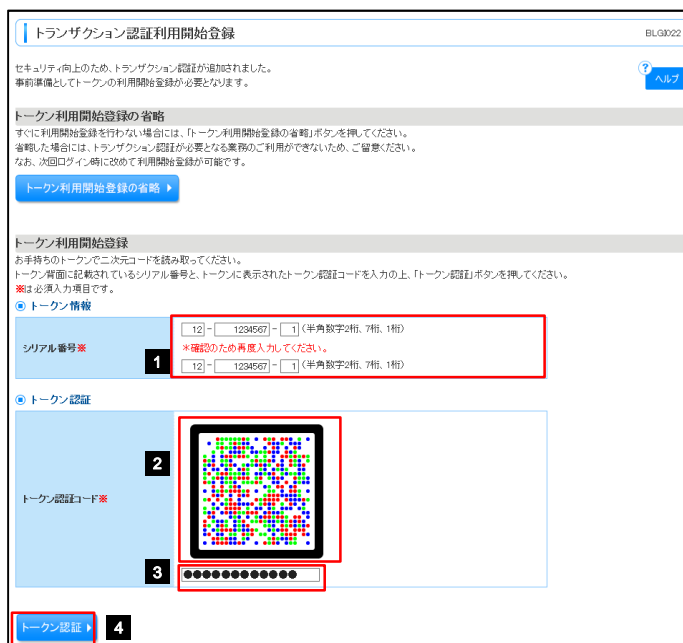 トランザクション認証利用開始登録
BLGI022
セキュリティ向上のため、トランザクション認証が追加されました。
事前準備としてトークンの利用開始登録が必要となります。
?
ヘルプ
トークン利用開始登録の省略
すぐに利用開始登録を行わない場合には、「トークン利用開始登録の省略」ボタンを押してください。
省略した場合には、トランザクション認証が必要となる業務のご利用ができないため、ご留意ください。
なお、次回ログイン時に改めて利用開始登録が可能です。
トークン利用開始登録の省略
トークン利用開始登録
お手持ちのトークンで二次元コードを読み取ってください。
トークン背面に記載されているシリアル番号と、トークンに表示されたトークン認証コードを入力の上、「トークン認証」ボタンを押してください。
※は必須入力項目です。
トークン情報
シリアル番号※
1
12 - 1234567 - 1 (半角数字2桁、7桁、1桁)
※確認のため再度入力してください。
12 - 1234567 - 1 (半角数字2桁、7桁、1桁)
トークン認証
トークン認証コード※
2
3
●●●●●●●●●●●●
トークン認証
4